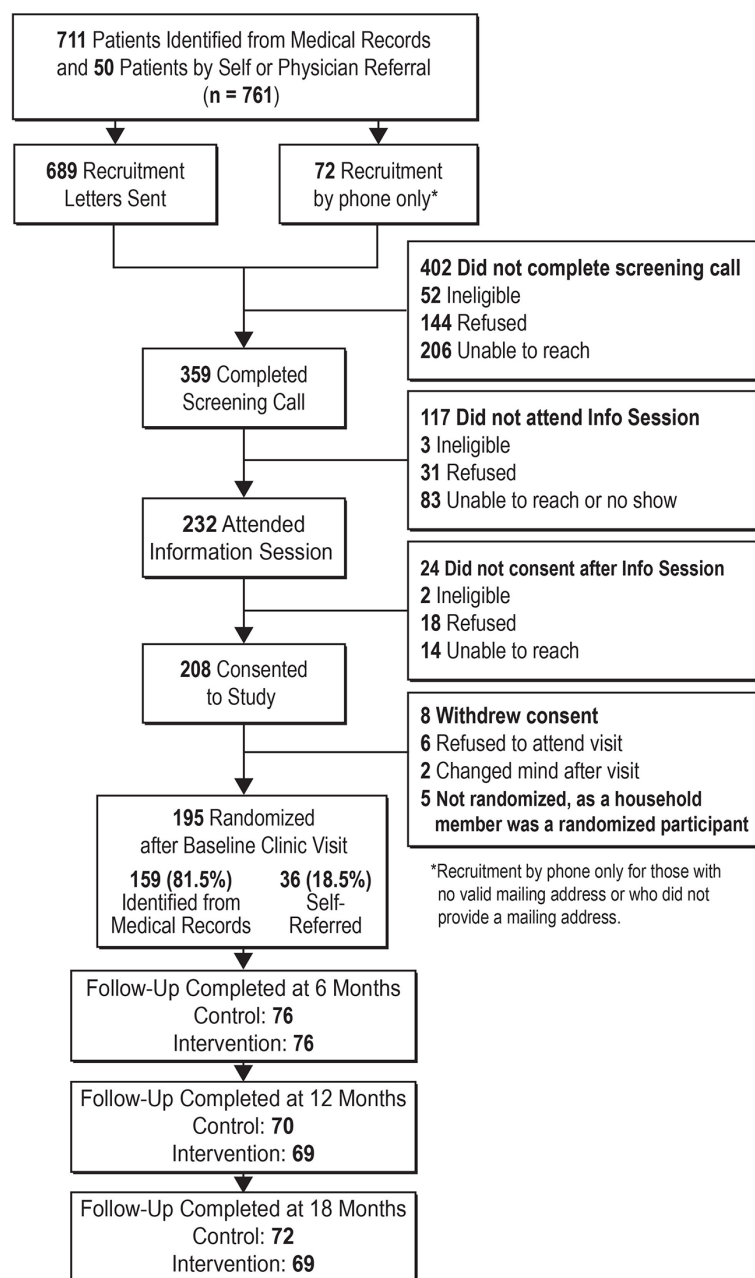 711 Patients Identified from Medical Records
and 50 Patients by Self or Physician Referral
(n = 761)
689 Recruitment
Letters Sent
72 Recruitment
by phone only*
402 Did not complete screening call
52 Ineligible
144 Refused
206 Unable to reach
359 Completed
Screening Call
117 Did not attend Info Session
3 Ineligible
31 Refused
83 Unable to reach or no show
232 Attended
Information Session
24 Did not consent after Info Session
2 Ineligible
18 Refused
14 Unable to reach
208 Consented
to Study
8 Withdrew consent
6 Refused to attend visit
2 Changed mind after visit
5 Not randomized, as a household
member was a randomized participant
195 Randomized
after Baseline Clinic Visit
159 (81.5%)
Identified from
Medical Records
36 (18.5%)
Self-
Referred
*Recruitment by phone only for those with
no valid mailing address or who did not
provide a mailing address.
Follow-Up Completed at 6 Months
Control: 76
Intervention: 76
Follow-Up Completed at 12 Months
Control: 70
Intervention: 69
Follow-Up Completed at 18 Months
Control: 72
Intervention: 69